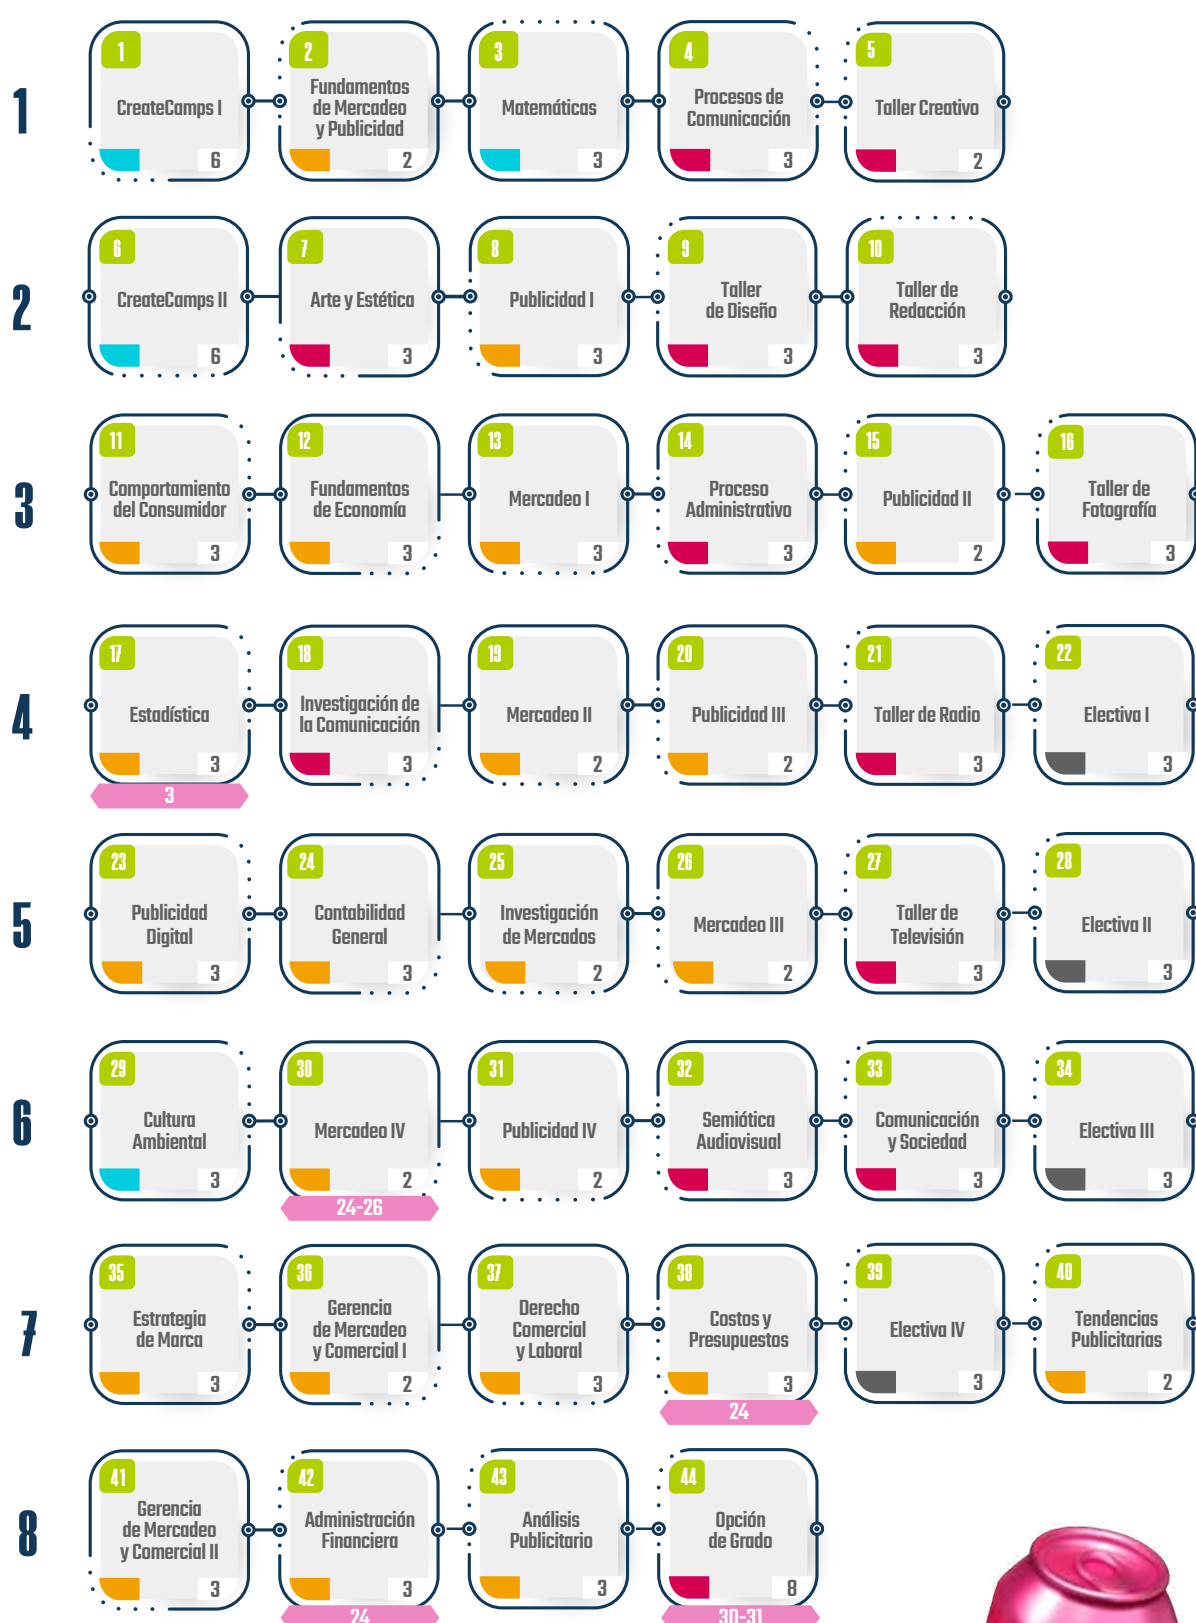 1
1
CreateCamps I
6
2
Fundamentos
de Mercadeo
y Publicidad
2
3
Matemáticas
3
4
Procesos de
Comunicación
3
5
Taller Creativo
2
2
6
CreateCamps II
6
7
Arte y Estética
3
8
Publicidad I
3
9
Taller
de Diseño
3
10
Taller de
Redacción
3
3
11
Comportamiento
del Consumidor
3
12
Fundamentos
de Economía
3
13
Mercadeo I
3
14
Proceso
Administrativo
3
15
Publicidad II
2
16
Taller de
Fotografía
3
4
17
Estadística
3
3
18
Investigación de
la Comunicación
3
19
Mercadeo II
2
20
Publicidad III
2
21
Taller de Radio
3
22
Electiva I
3
5
23
Publicidad
Digital
3
24
Contabilidad
General
3
25
Investigación
de Mercados
2
26
Mercadeo III
2
27
Taller de
Televisión
3
28
Electiva II
3
6
29
Cultura
Ambiental
3
30
Mercadeo IV
2
24-26
31
Publicidad IV
2
32
Semiótica
Audiovisual
3
33
Comunicación
y Sociedad
3
34
Electiva III
3
7
35
Estrategia
de Marca
3
36
Gerencia
de Mercadeo
y Comercial I
2
37
Derecho
Comercial
y Laboral
3
38
Costos y
Presupuestos
3
24
39
Electiva IV
3
40
Tendencias
Publicitarias
2
8
41
Gerencia
de Mercadeo
y Comercial II
3
42
Administración
Financiera
3
24
43
Análisis
Publicitario
3
44
Opción
de Grado
8
30-31